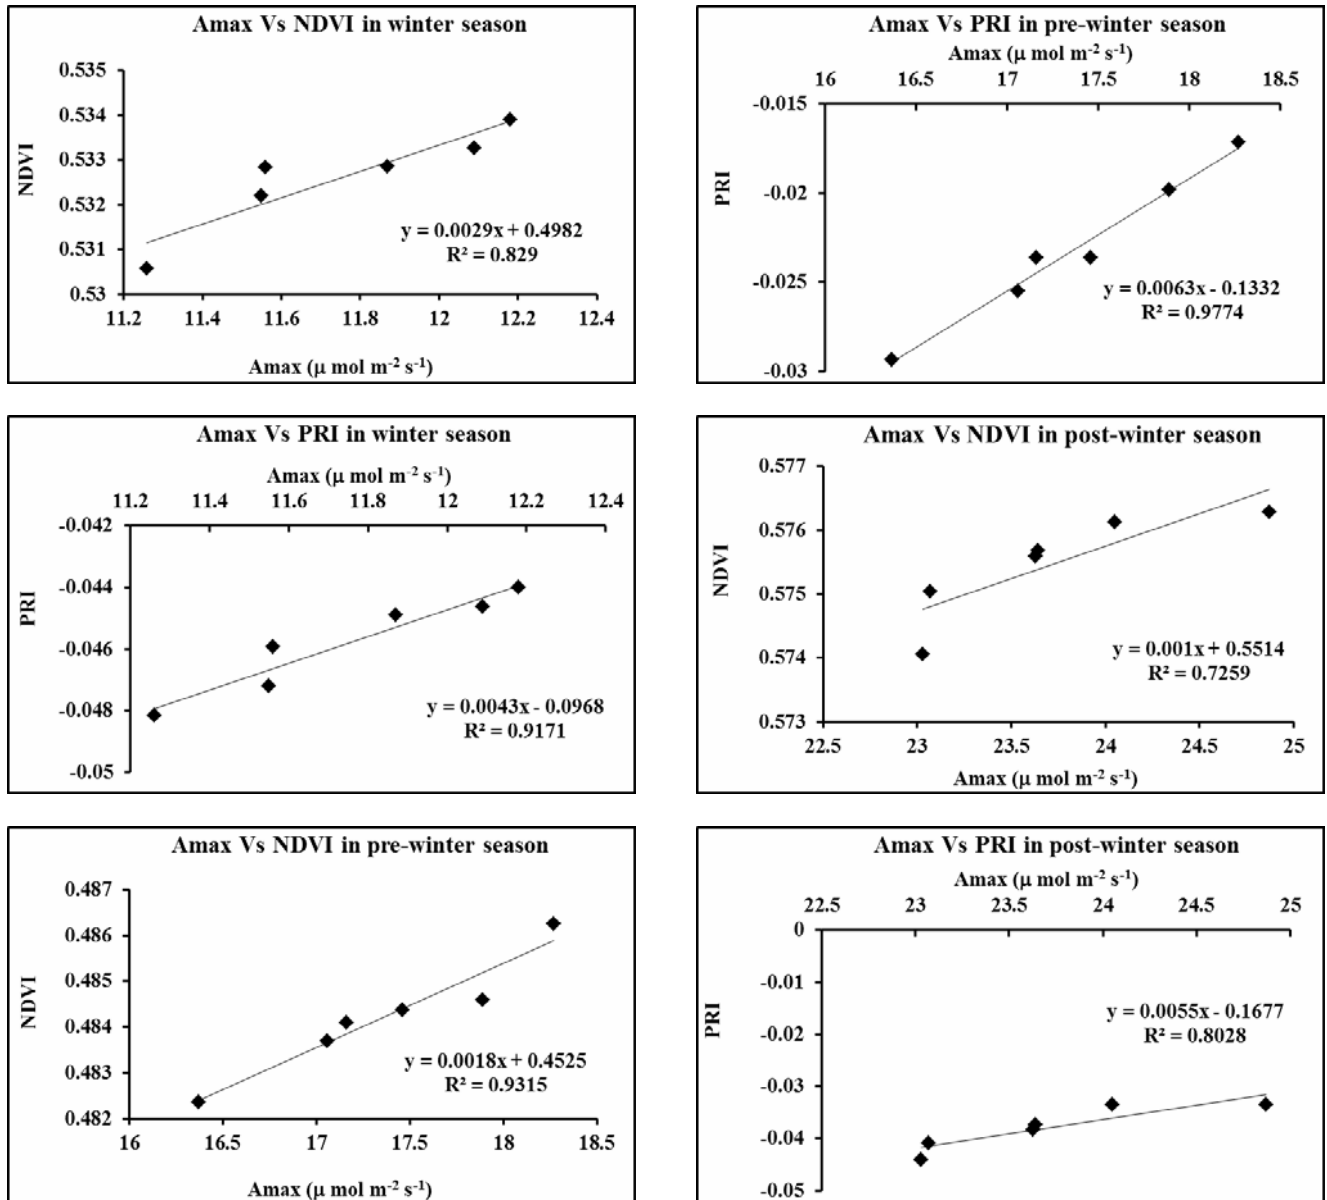 Amax Vs NDVI in winter season
0.535
0.534
0.533
0.532
0.531
0.53
NDVI
y = 0.0029x + 0.4982
R² = 0.829
11.2 11.4 11.6 11.8 12 12.2 12.4
Amax (μ mol m⁻² s⁻¹)
Amax Vs PRI in pre-winter season
Amax (μ mol m⁻² s⁻¹)
16 16.5 17 17.5 18 18.5
-0.015
-0.02
-0.025
-0.03
PRI
y = 0.0063x - 0.1332
R² = 0.9774
Amax Vs PRI in winter season
Amax (μ mol m⁻² s⁻¹)
11.2 11.4 11.6 11.8 12 12.2 12.4
-0.042
-0.044
-0.046
-0.048
-0.05
PRI
y = 0.0043x - 0.0968
R² = 0.9171
Amax Vs NDVI in post-winter season
0.577
0.576
0.575
0.574
0.573
NDVI
y = 0.001x + 0.5514
R² = 0.7259
22.5 23 23.5 24 24.5 25
Amax (μ mol m⁻² s⁻¹)
Amax Vs NDVI in pre-winter season
0.487
0.486
0.485
0.484
0.483
0.482
NDVI
y = 0.0018x + 0.4525
R² = 0.9315
16 16.5 17 17.5 18 18.5
Amax (μ mol m⁻² s⁻¹)
Amax Vs PRI in post-winter season
Amax (μ mol m⁻² s⁻¹)
22.5 23 23.5 24 24.5 25
0
-0.01
-0.02
-0.03
-0.04
-0.05
PRI
y = 0.0055x - 0.1677
R² = 0.8028